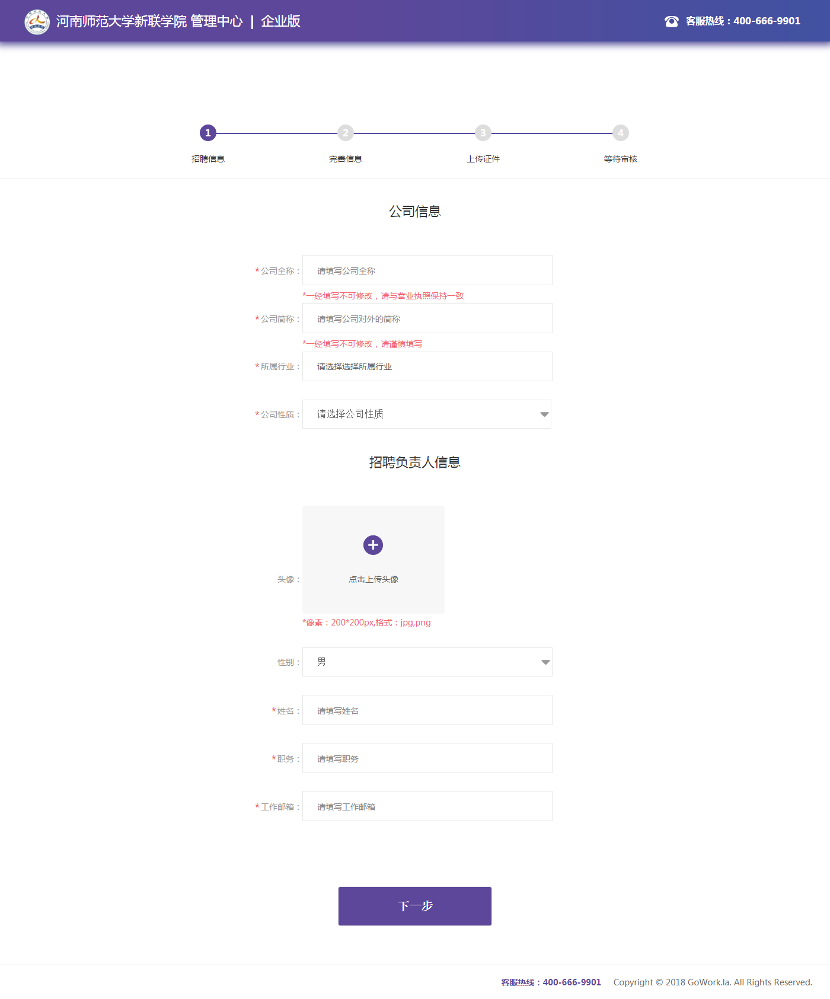 河南师范大学新联学院 管理中心 | 企业版
客服热线：400-666-9901
1 2 3 4
招聘信息 完善信息 上传证件 等待审核
公司信息
*公司全称： 请填写公司全称
*一经填写不可修改，请与营业执照保持一致
*公司简称： 请填写公司对外的简称
*一经填写不可修改，请谨慎填写
*所属行业： 请选择选择所属行业
*公司性质： 请选择公司性质
招聘负责人信息
头像： 点击上传头像
*像素：200*200px,格式：jpg,png
性别： 男
*姓名： 请填写姓名
*职务： 请填写职务
*工作邮箱： 请填写工作邮箱
下一步
客服热线：400-666-9901 Copyright © 2018 GoWork.la. All Rights Reserved.